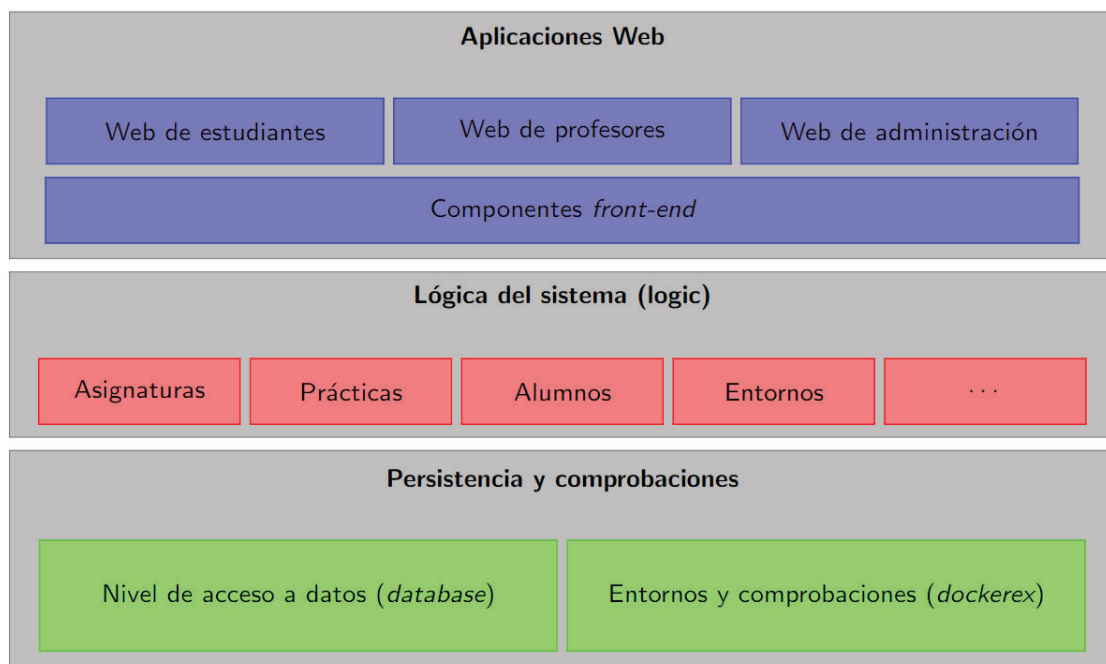 Aplicaciones Web
Web de estudiantes
Web de profesores
Web de administración
Componentes front-end
Lógica del sistema (logic)
Asignaturas
Prácticas
Alumnos
Entornos
...
Persistencia y comprobaciones
Nivel de acceso a datos (database)
Entornos y comprobaciones (dockerex)